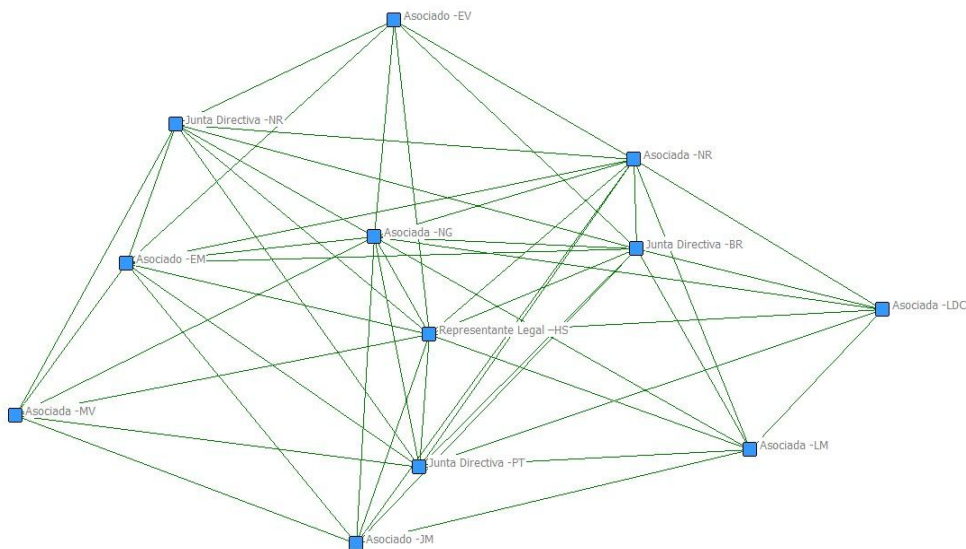 Asociado -EV
Junta Directiva -NR
Asociada -NR
Asociada -NG
Junta Directiva -BR
Asociado -EM
Asociada -LDC
Representante Legal -HS
Asociada -MV
Asociada -LM
Junta Directiva -PT
Asociado -JM